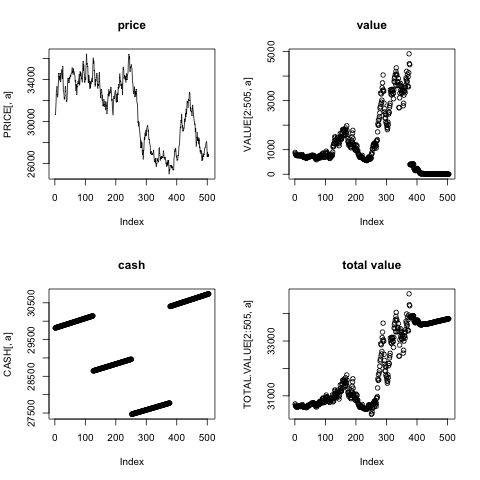 price
PRICE[, a]
26000 30000 34000
0 100 200 300 400 500
Index
value
VALUE[2:505, a]
0 1000 3000 5000
0 100 200 300 400 500
Index
cash
CASH[, a]
27500 28500 29500 30500
0 100 200 300 400 500
Index
total value
TOTAL.VALUE[2:505, a]
31000 33000
0 100 200 300 400 500
Index